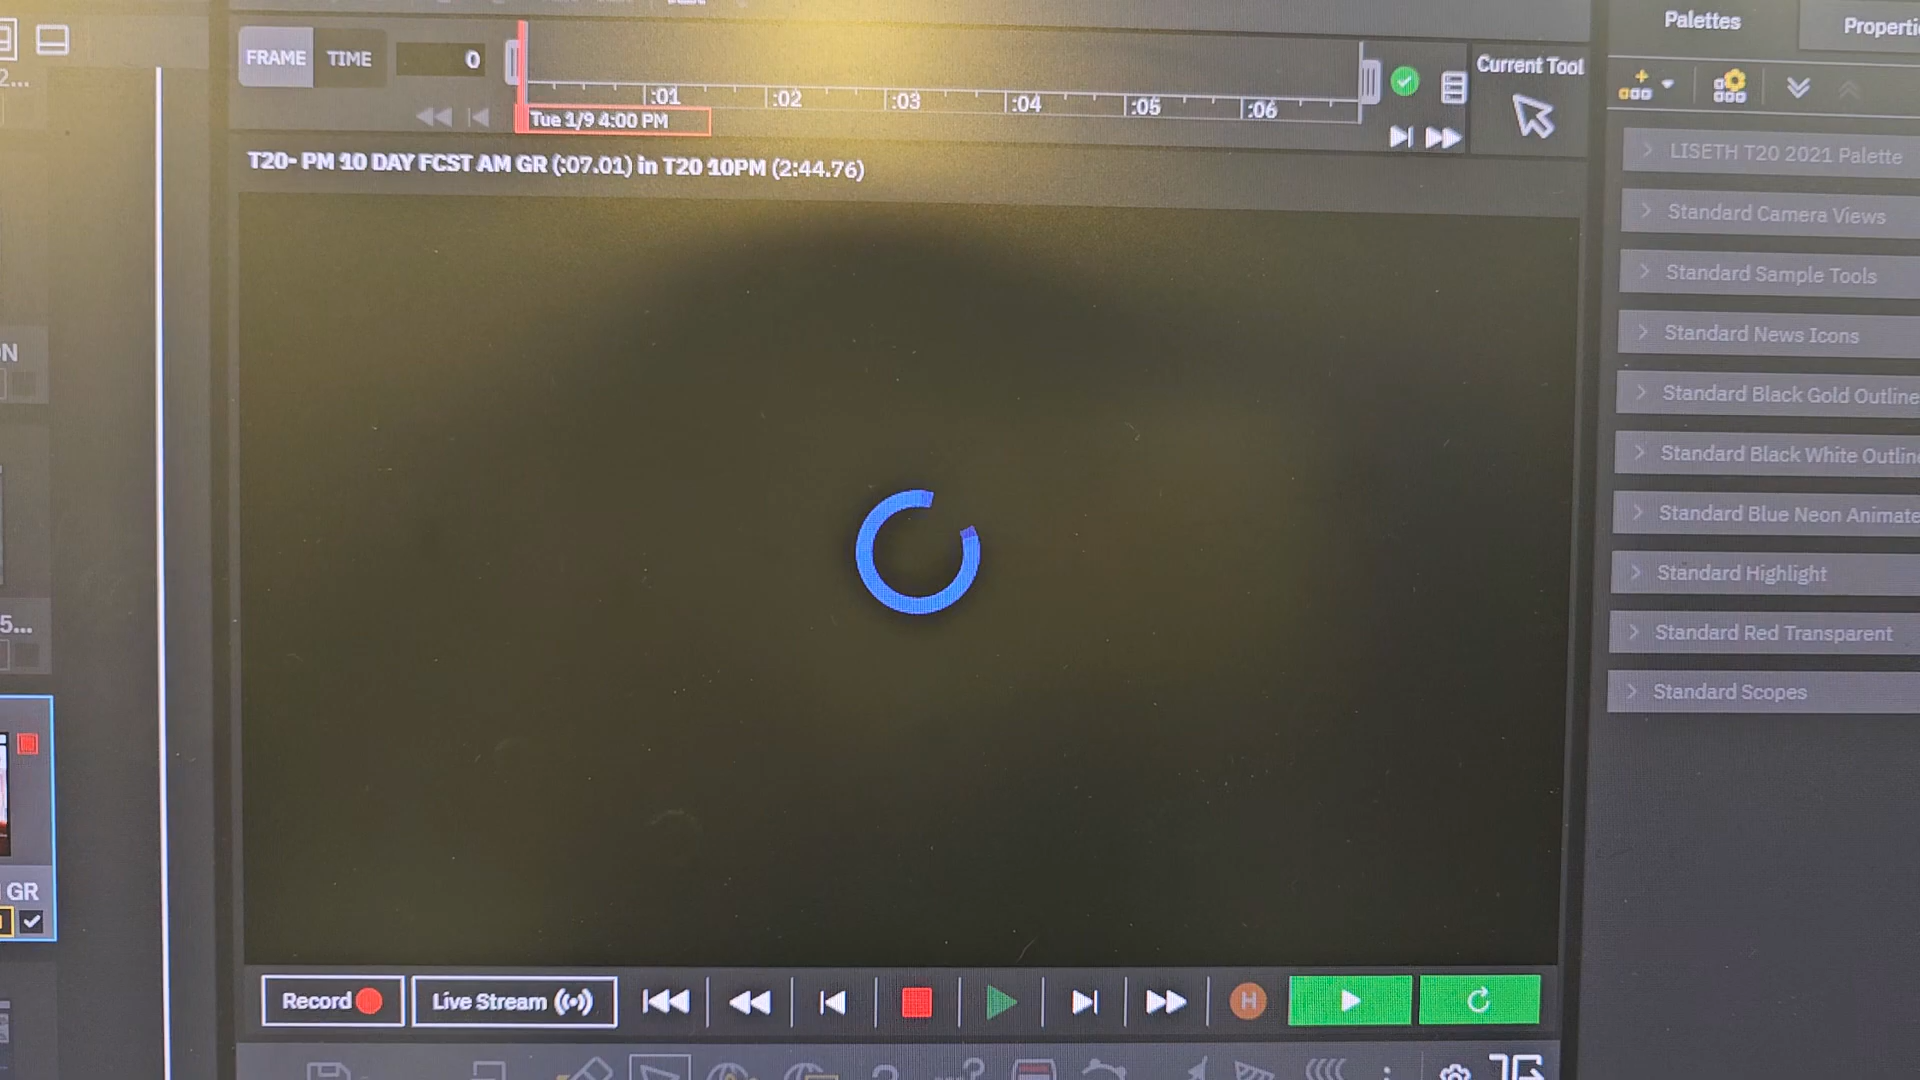 FRAME TIME 0
:01 :02 :03 :04 :05 :06
Tue 1/9 4:00 PM
Current Tool
T20- PM 10 DAY FCST AM GR (:07.01) in T20 10PM (2:44.76)
Palettes
LISETH T20 2021 Palette
Standard Camera Views
Standard Sample Tools
Standard News Icons
Standard Black Gold Outline
Standard Black White
Standard Blue Neon
Standard Highlight
Standard Red Transparent
Standard Scopes
2...
5...
GR
Record
Live Stream
H